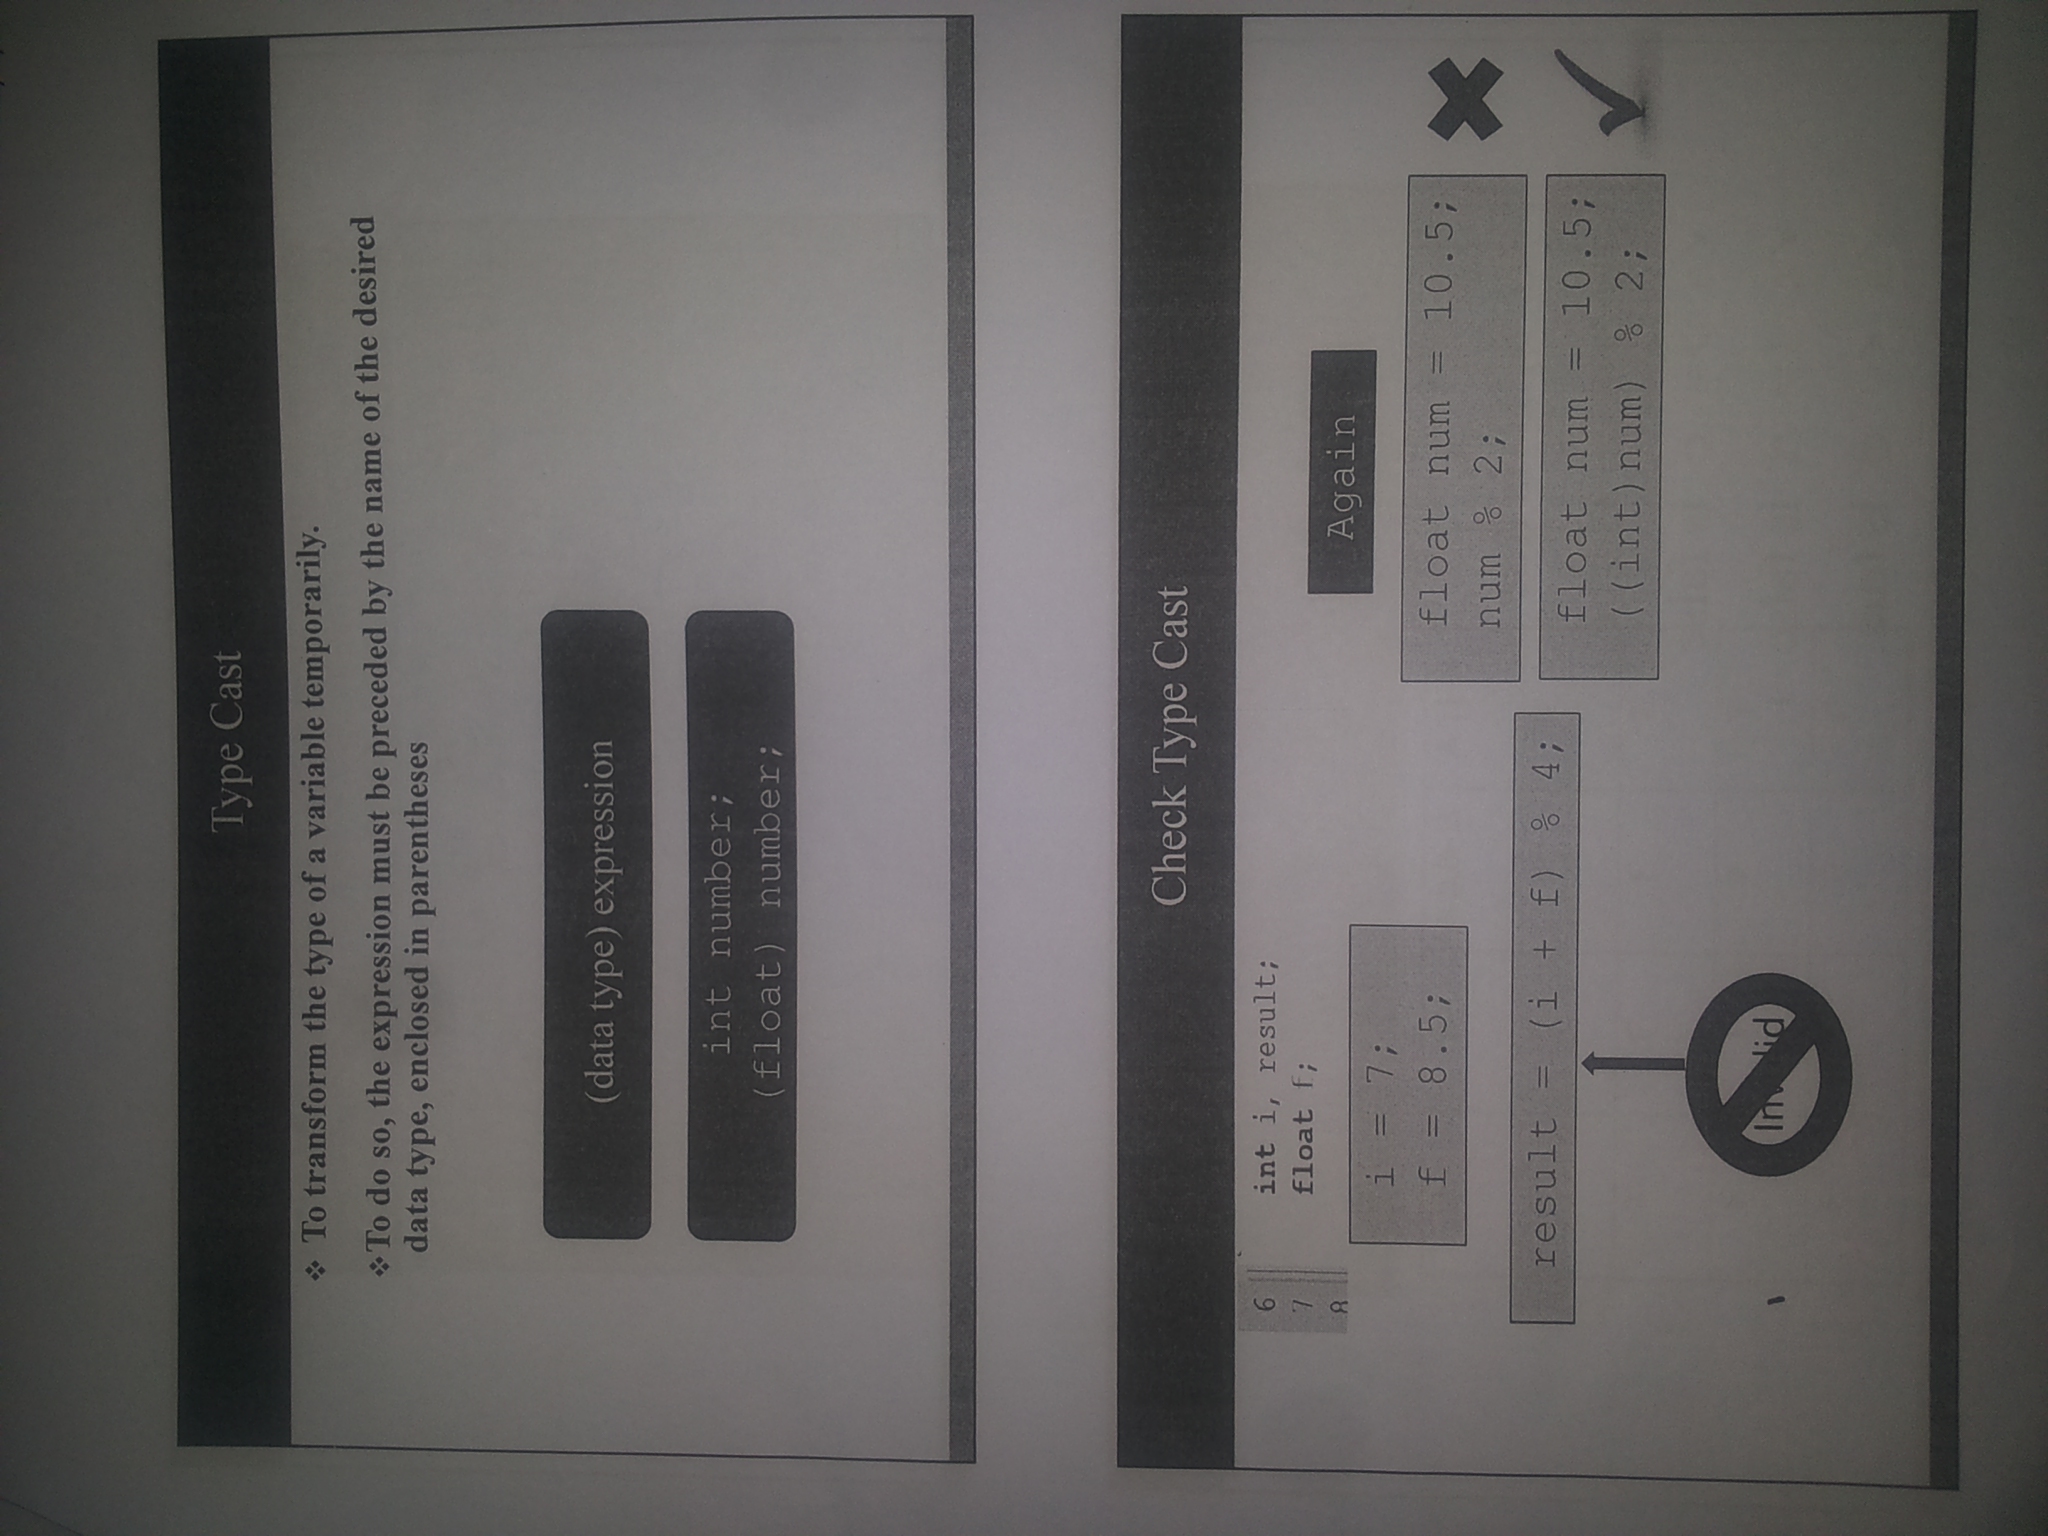 Type Cast
❖ To transform the type of a variable temporarily.
❖To do so, the expression must be preceded by the name of the desired
data type, enclosed in parentheses
(data type) expression
int number;
(float) number;
Check Type Cast
6 int i, result;
7 float f;
8
i = 7;
f = 8.5;
result = (i + f) % 4;
Invalid
Again
float num = 10.5;
num % 2;
float num = 10.5;
((int)num) % 2;